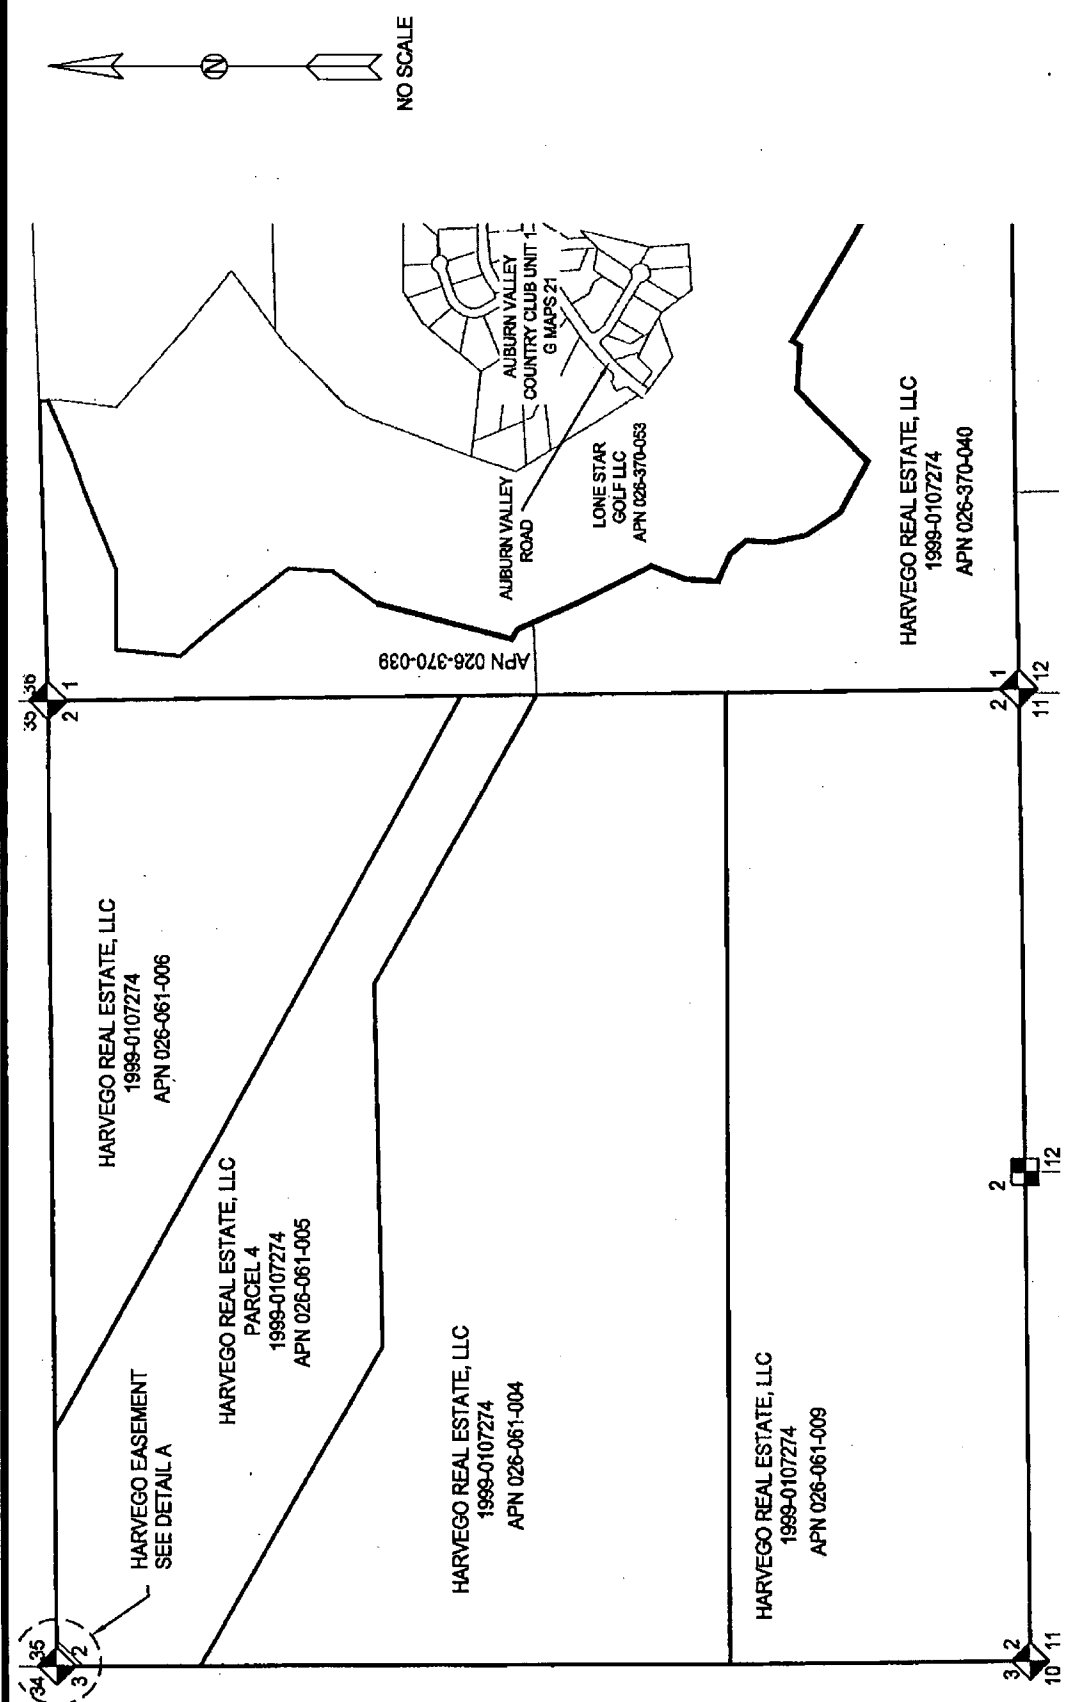 N
NO SCALE
35 36
2 1
34 35
3 2
HARVEGO EASEMENT
SEE DETAIL A
HARVEGO REAL ESTATE, LLC
1999-0107274
APN 026-061-006
HARVEGO REAL ESTATE, LLC
PARCEL 4
1999-0107274
APN 026-061-005
HARVEGO REAL ESTATE, LLC
1999-0107274
APN 026-061-004
HARVEGO REAL ESTATE, LLC
1999-0107274
APN 026-061-009
APN 026-370-039
AUBURN VALLEY
ROAD
AUBURN VALLEY
COUNTRY CLUB UNIT 1
G MAPS 21
LONE STAR
GOLF LLC
APN 026-370-053
HARVEGO REAL ESTATE, LLC
1999-0107274
APN 026-370-040
3 2
10 11
2
12
2 1
11 12